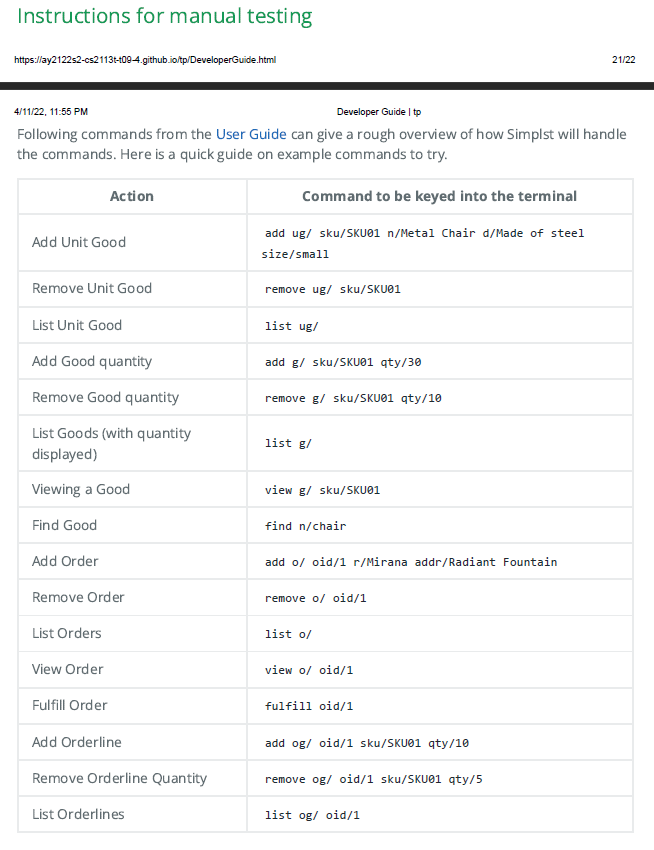 Instructions for manual testing
https://ay2122s2-cs2113t-t09-4.github.io/tp/DeveloperGuide.html 21/22
4/11/22, 11:55 PM Developer Guide | tp
Following commands from the User Guide can give a rough overview of how Simplst will handle
the commands. Here is a quick guide on example commands to try.
Action Command to be keyed into the terminal
Add Unit Good add ug/ sku/SKU01 n/Metal Chair d/Made of steel
size/small
Remove Unit Good remove ug/ sku/SKU01
List Unit Good list ug/
Add Good quantity add g/ sku/SKU01 qty/30
Remove Good quantity remove g/ sku/SKU01 qty/10
List Goods (with quantity
displayed) list g/
Viewing a Good view g/ sku/SKU01
Find Good find n/chair
Add Order add o/ oid/1 r/Mirana addr/Radiant Fountain
Remove Order remove o/ oid/1
List Orders list o/
View Order view o/ oid/1
Fulfill Order fulfill oid/1
Add Orderline add og/ oid/1 sku/SKU01 qty/10
Remove Orderline Quantity remove og/ oid/1 sku/SKU01 qty/5
List Orderlines list og/ oid/1